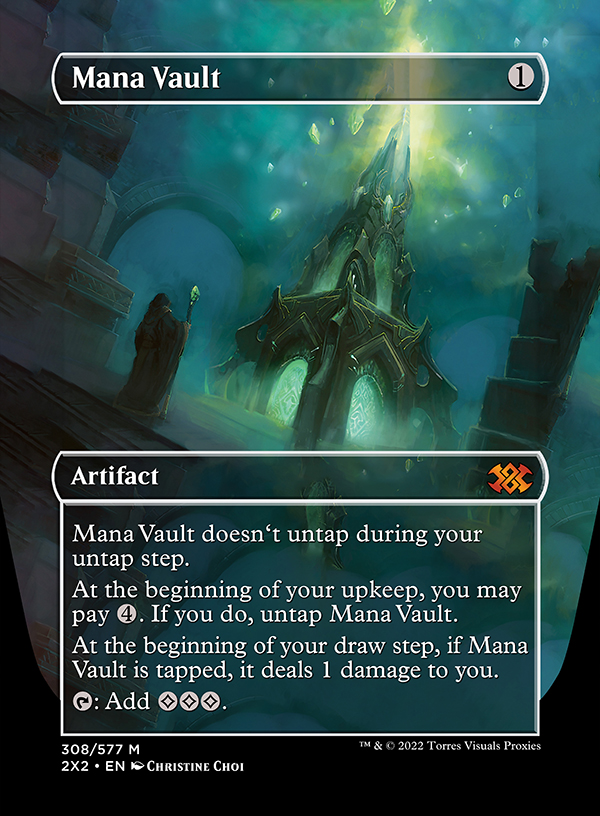 Mana Vault 1
Artifact
Mana Vault doesn‘t untap during your
untap step.
At the beginning of your upkeep, you may
pay 4. If you do, untap Mana Vault.
At the beginning of your draw step, if Mana
Vault is tapped, it deals 1 damage to you.
: Add .
308/577 M
™ & © 2022 Torres Visuals Proxies
2X2 • EN Christine Choi